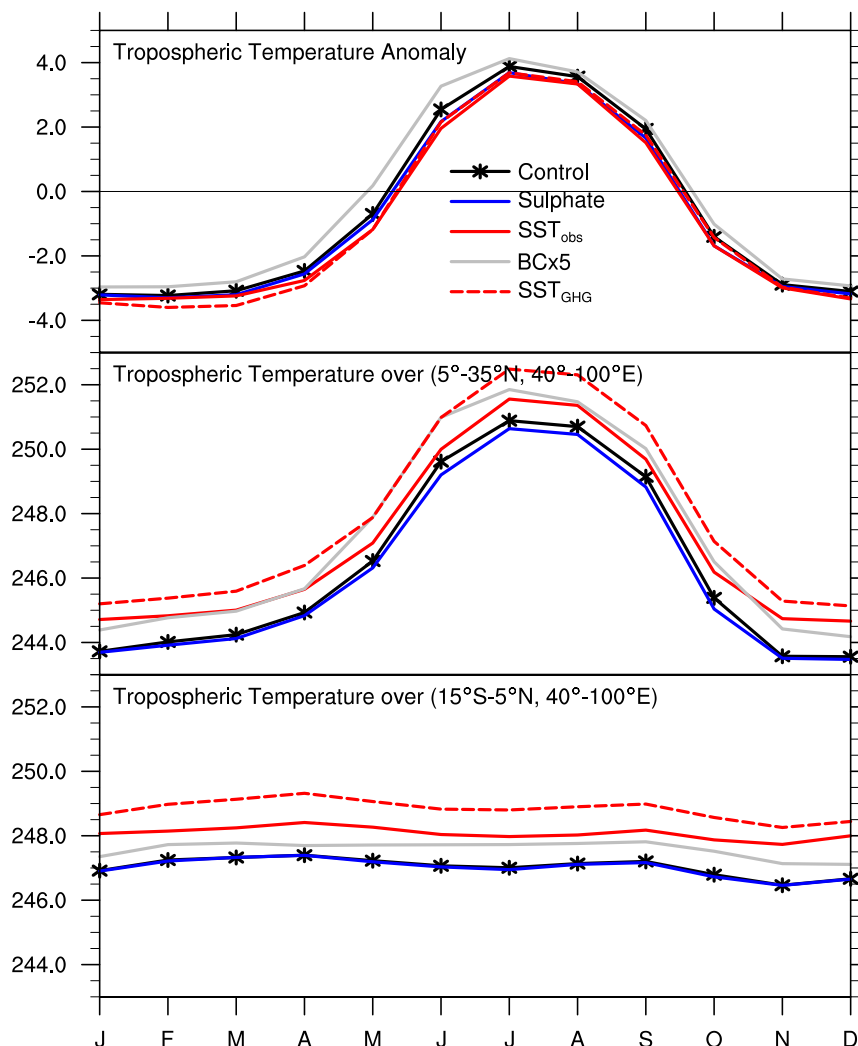 Tropospheric Temperature Anomaly
4.0
2.0
0.0
-2.0
-4.0
Control
Sulphate
SST_obs
BCx5
SST_GHG
Tropospheric Temperature over (5°-35°N, 40°-100°E)
252.0
250.0
248.0
246.0
244.0
Tropospheric Temperature over (15°S-5°N, 40°-100°E)
252.0
250.0
248.0
246.0
244.0
J F M A M J J A S O N D